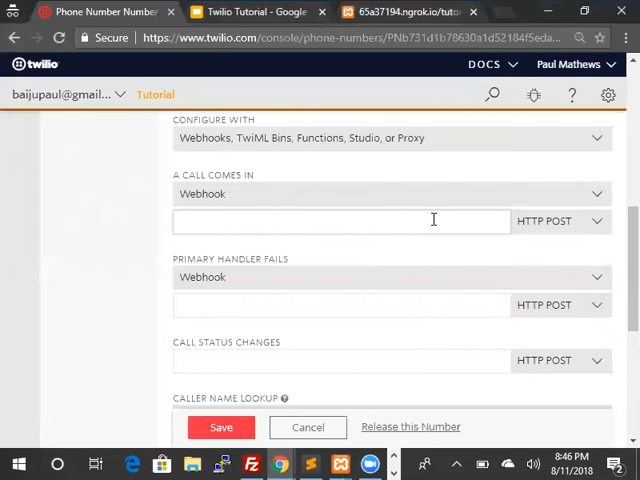 Phone Number Number
Twilio Tutorial - Google
65a37194.ngrok.io/tuto
Secure https://www.twilio.com/console/phone-numbers/PNb731d1b78630a1d52184f5eda...
twilio
DOCS
Paul Mathews
baijupaul@gmail...
Tutorial
CONFIGURE WITH
Webhooks, TwiML Bins, Functions, Studio, or Proxy
A CALL COMES IN
Webhook
HTTP POST
PRIMARY HANDLER FAILS
Webhook
HTTP POST
CALL STATUS CHANGES
HTTP POST
CALLER NAME LOOKUP
Save
Cancel
Release this Number
8:46 PM
8/11/2018
2